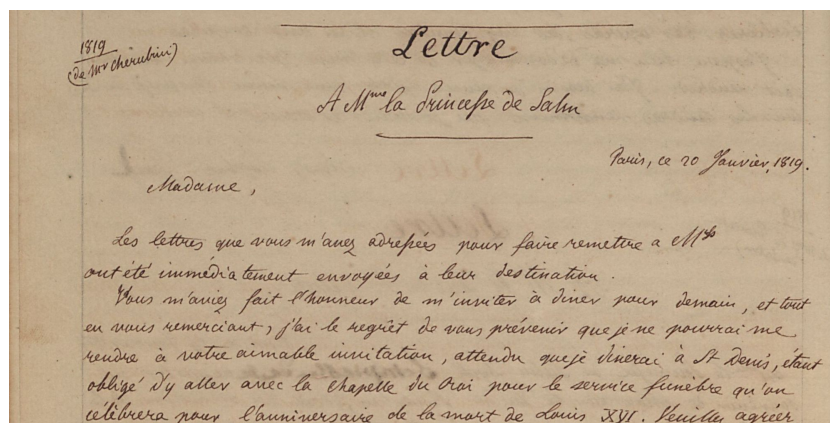 1819
(de Mr Cherubini)
Lettre
A Mme la Princesse de Salm
Paris, ce 20 Janvier, 1819.
Madame,
Les lettres que vous m'avez adressées pour faire remettre a Mrs
ont été immédiatement envoyées à leur destination.
Vous m'aviez fait l'honneur de m'inviter à diner pour demain, et tout
en vous remerciant, j'ai le regret de vous prévenir que je ne pourrai me
rendre à votre aimable invitation, attendu que je dinerai à St Denis, étant
obligé d'y aller avec la chapelle du Roi pour le service funèbre qu'on
célèbrera pour l'anniversaire de la mort de Louis XVI. Veuillez agréer